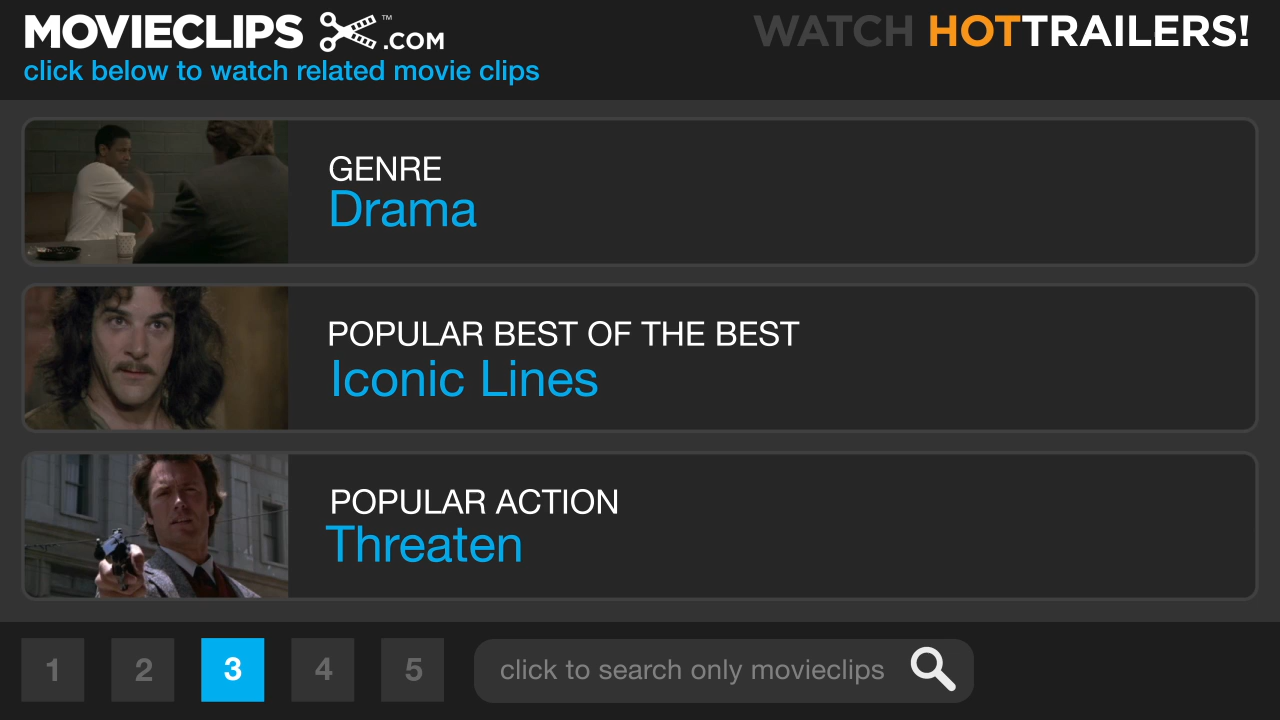 MOVIECLIPS ™ .COM
WATCH HOTTRAILERS!
click below to watch related movie clips
GENRE
Drama
POPULAR BEST OF THE BEST
Iconic Lines
POPULAR ACTION
Threaten
1 2 3 4 5 click to search only movieclips